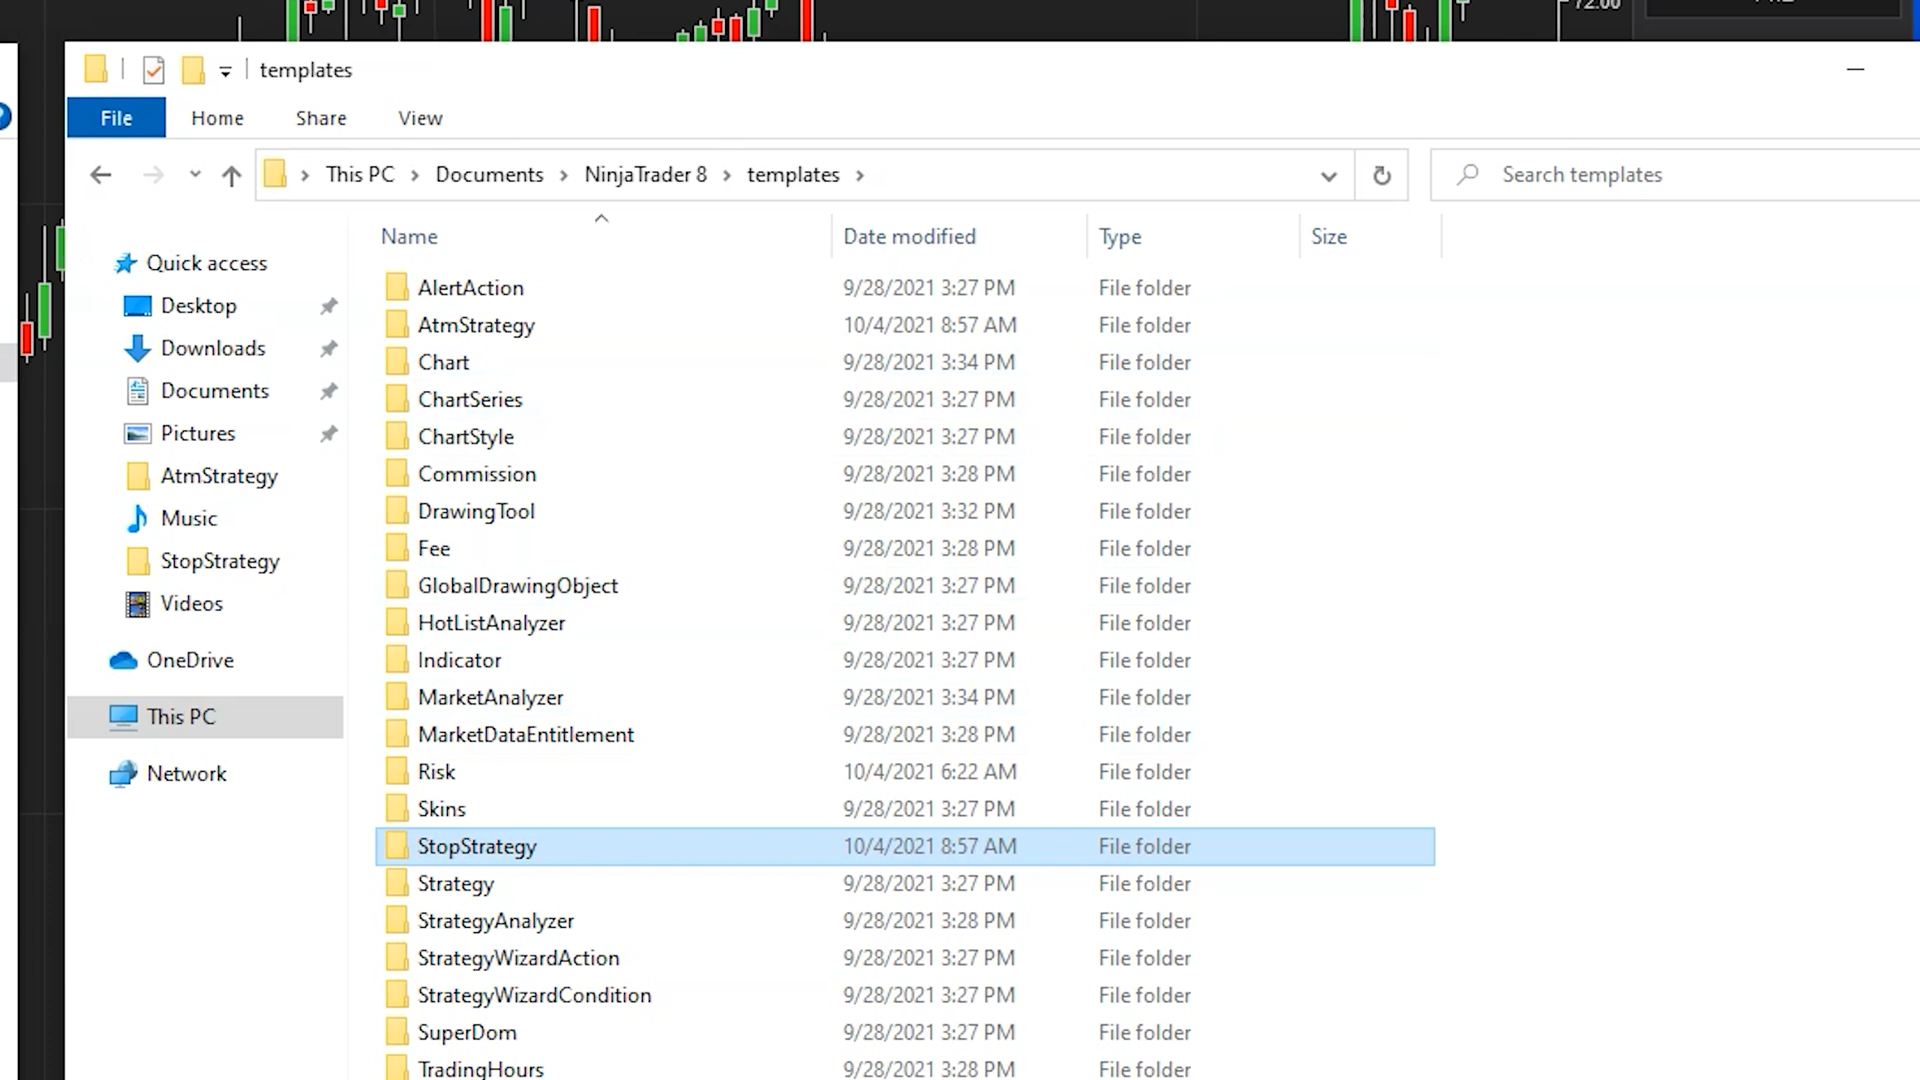 72.00
templates
File Home Share View
This PC Documents NinjaTrader 8 templates
Search templates
Name Date modified Type Size
Quick access
Desktop
Downloads
Documents
Pictures
AtmStrategy
Music
StopStrategy
Videos
OneDrive
This PC
Network
AlertAction 9/28/2021 3:27 PM File folder
AtmStrategy 10/4/2021 8:57 AM File folder
Chart 9/28/2021 3:34 PM File folder
ChartSeries 9/28/2021 3:27 PM File folder
ChartStyle 9/28/2021 3:27 PM File folder
Commission 9/28/2021 3:28 PM File folder
DrawingTool 9/28/2021 3:32 PM File folder
Fee 9/28/2021 3:28 PM File folder
GlobalDrawingObject 9/28/2021 3:27 PM File folder
HotListAnalyzer 9/28/2021 3:27 PM File folder
Indicator 9/28/2021 3:27 PM File folder
MarketAnalyzer 9/28/2021 3:34 PM File folder
MarketDataEntitlement 9/28/2021 3:28 PM File folder
Risk 10/4/2021 6:22 AM File folder
Skins 9/28/2021 3:27 PM File folder
StopStrategy 10/4/2021 8:57 AM File folder
Strategy 9/28/2021 3:27 PM File folder
StrategyAnalyzer 9/28/2021 3:28 PM File folder
StrategyWizardAction 9/28/2021 3:27 PM File folder
StrategyWizardCondition 9/28/2021 3:27 PM File folder
SuperDom 9/28/2021 3:27 PM File folder
TradingHours 9/28/2021 3:28 PM File folder